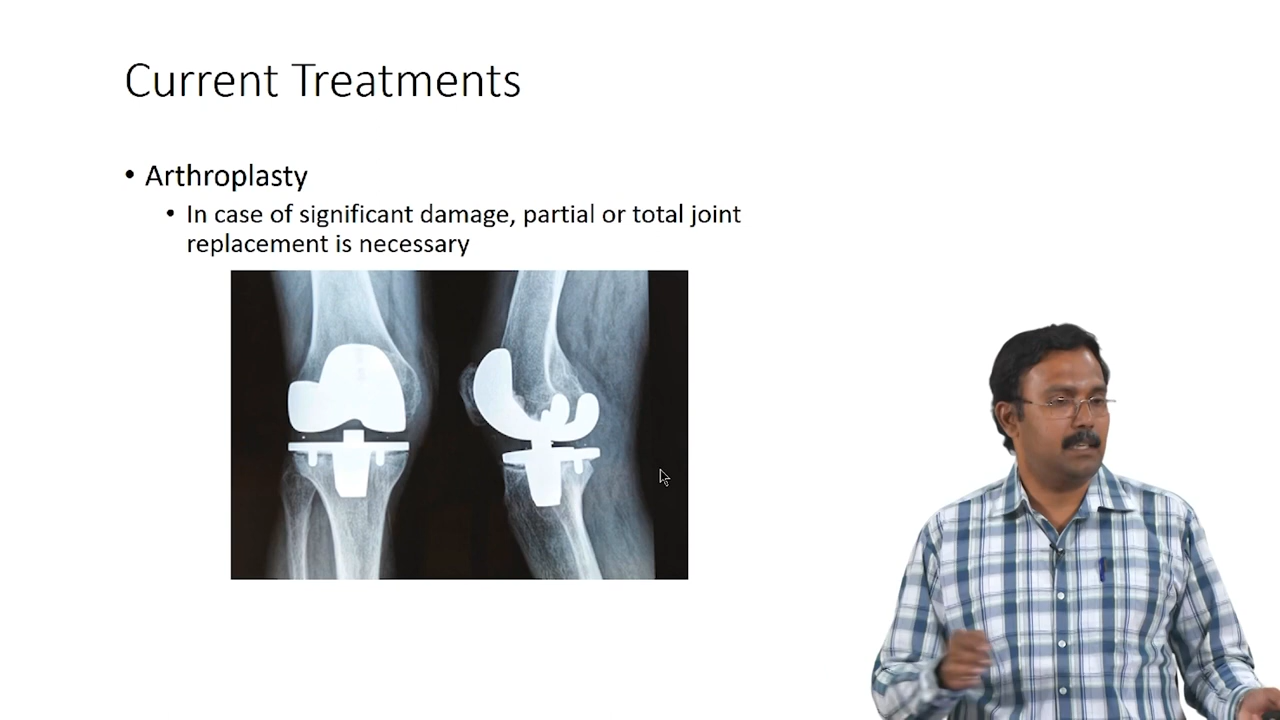 Current Treatments
• Arthroplasty
• In case of significant damage, partial or total joint
replacement is necessary